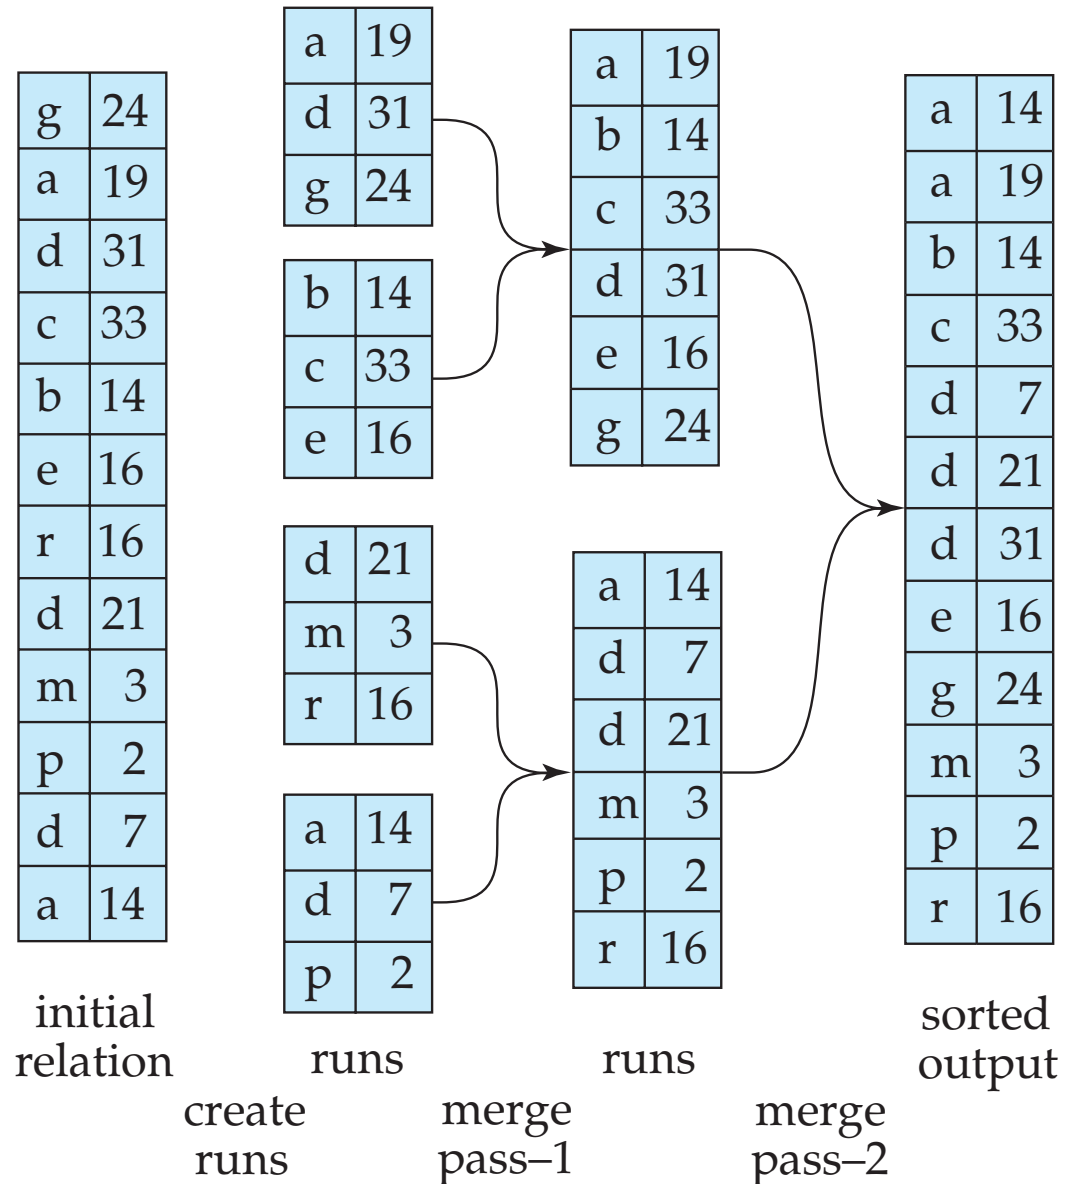 g 24
a 19
d 31
c 33
b 14
e 16
r 16
d 21
m 3
p 2
d 7
a 14
initial
relation
create
runs
a 19
d 31
g 24
b 14
c 33
e 16
d 21
m 3
r 16
a 14
d 7
p 2
runs
merge
pass–1
a 19
b 14
c 33
d 31
e 16
g 24
a 14
d 7
d 21
m 3
p 2
r 16
runs
merge
pass–2
a 14
a 19
b 14
c 33
d 7
d 21
d 31
e 16
g 24
m 3
p 2
r 16
sorted
output